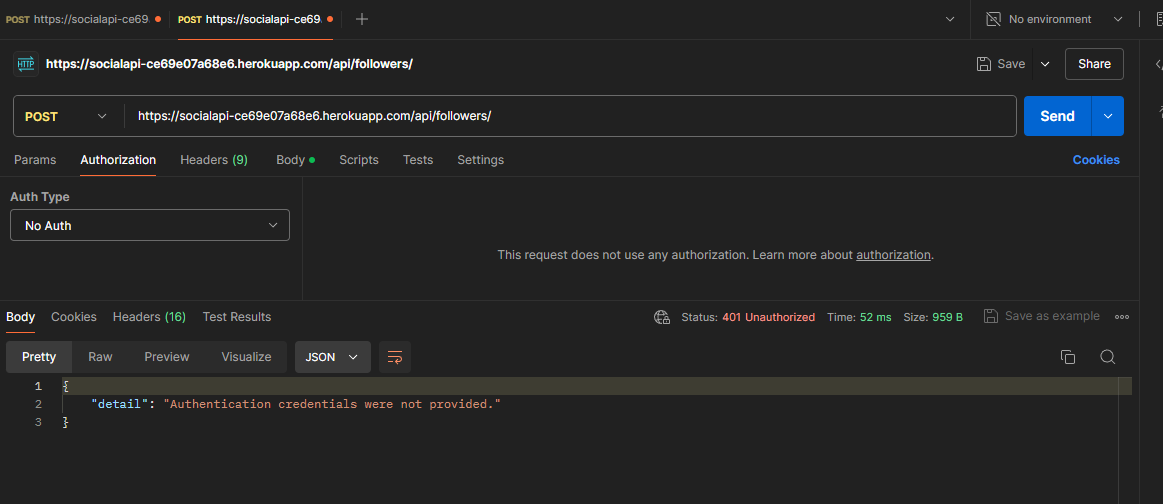 POST https://socialapi-ce69 POST https://socialapi-ce69 No environment
HTTP https://socialapi-ce69e07a68e6.herokuapp.com/api/followers/ Save Share
POST https://socialapi-ce69e07a68e6.herokuapp.com/api/followers/ Send
Params Authorization Headers (9) Body Scripts Tests Settings Cookies
Auth Type
No Auth
This request does not use any authorization. Learn more about authorization.
Body Cookies Headers (16) Test Results Status: 401 Unauthorized Time: 52 ms Size: 959 B Save as example
Pretty Raw Preview Visualize JSON
1 {
2 "detail": "Authentication credentials were not provided."
3 }